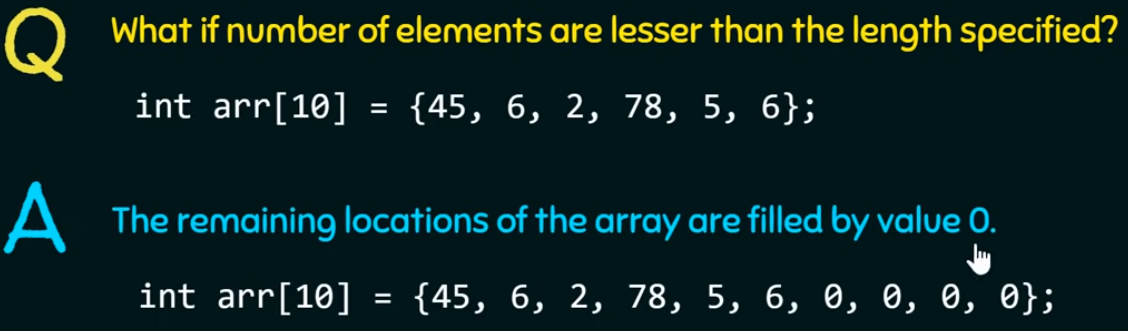 Q What if number of elements are lesser than the length specified?
int arr[10] = {45, 6, 2, 78, 5, 6};
A The remaining locations of the array are filled by value 0.
int arr[10] = {45, 6, 2, 78, 5, 6, 0, 0, 0, 0};